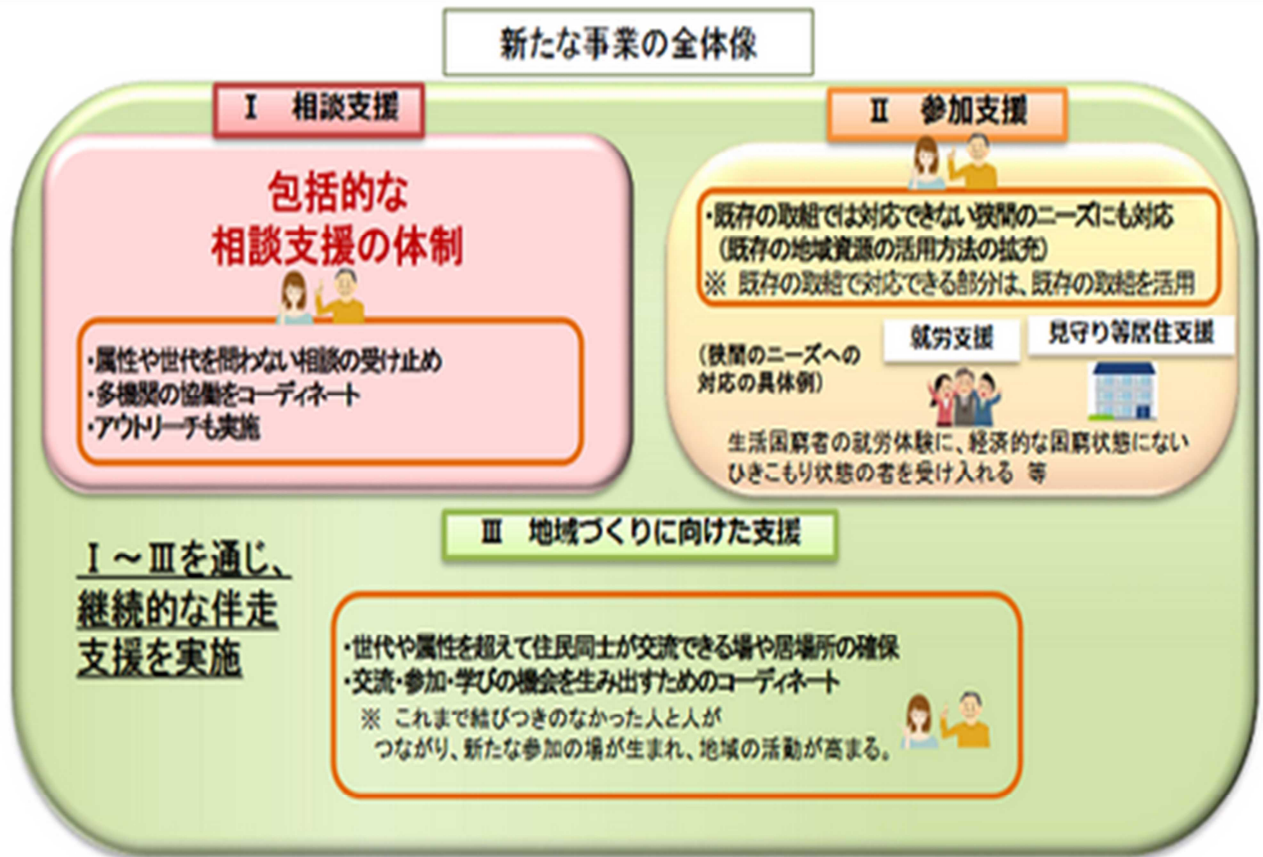 新たな事業の全体像
Ⅰ 相談支援
包括的な
相談支援の体制
・属性や世代を問わない相談の受け止め
・多機関の協働をコーディネート
・アウトリーチも実施
Ⅱ 参加支援
・既存の取組では対応できない狭間のニーズにも対応
(既存の地域資源の活用方法の拡充)
※ 既存の取組で対応できる部分は、既存の取組を活用
(狭間のニーズへの
対応の具体例)
就労支援
見守り等居住支援
生活困窮者の就労体験に、経済的な困窮状態にない
ひきこもり状態の者を受け入れる 等
Ⅲ 地域づくりに向けた支援
Ⅰ～Ⅲを通じ、
継続的な伴走
支援を実施
・世代や属性を超えて住民同士が交流できる場や居場所の確保
・交流・参加・学びの機会を生み出すためのコーディネート
※ これまで結びつきのなかった人と人が
つながり、新たな参加の場が生まれ、地域の活動が高まる。